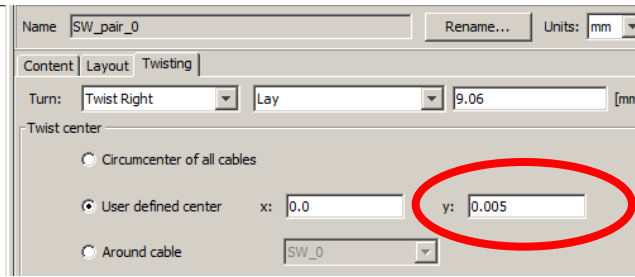 Name SW_pair_0 Rename... Units: mm
Content Layout Twisting
Turn: Twist Right Lay 9.06 [mm
Twist center
Circumcenter of all cables
User defined center x: 0.0 y: 0.005
Around cable SW_0